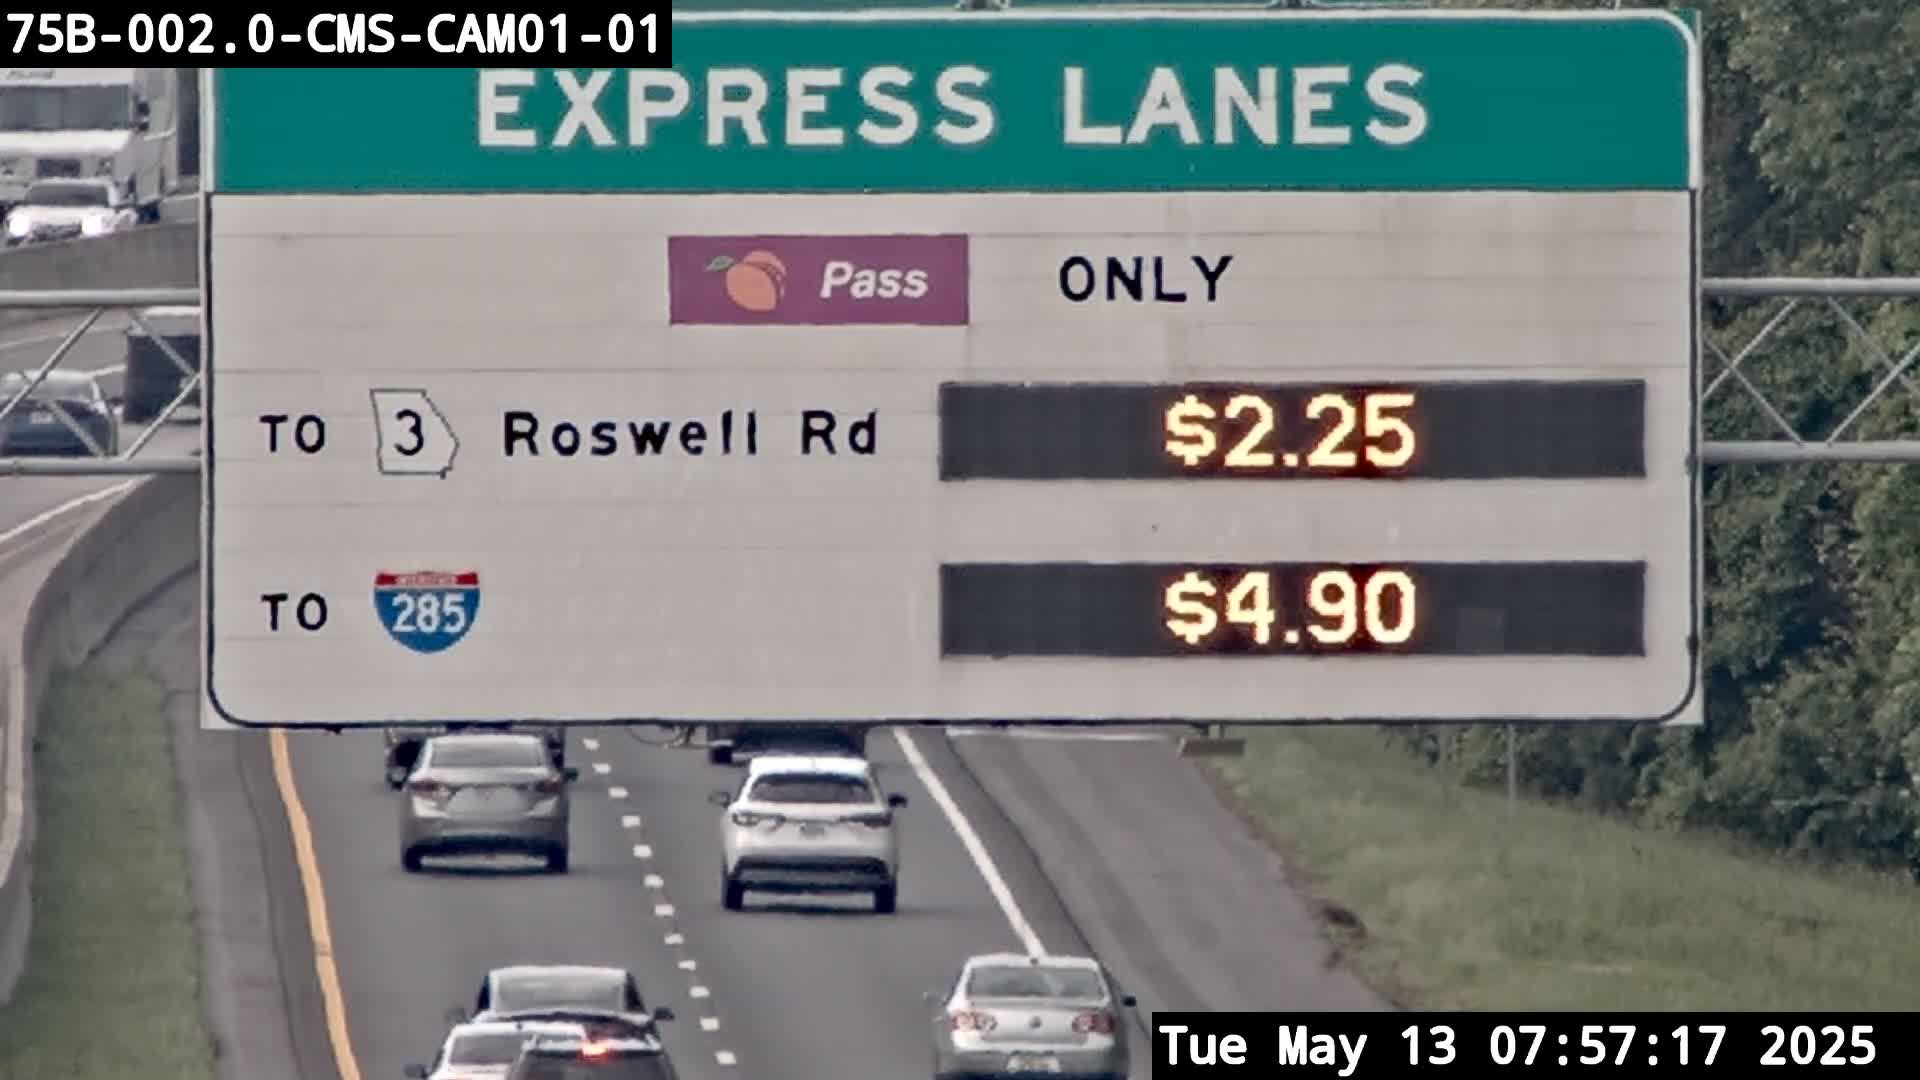 75B-002.0-CMS-CAM01-01
EXPRESS LANES
Pass ONLY
TO 3 Roswell Rd $2.25
TO INTERSTATE 285 $4.90
Tue May 13 07:57:17 2025